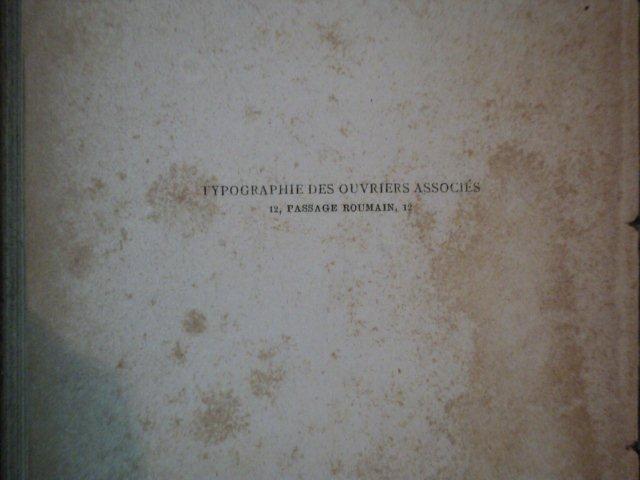 TYPOGRAPHIE DES OUVRIERS ASSOCIÉS
12, PASSAGE ROUMAIN, 12